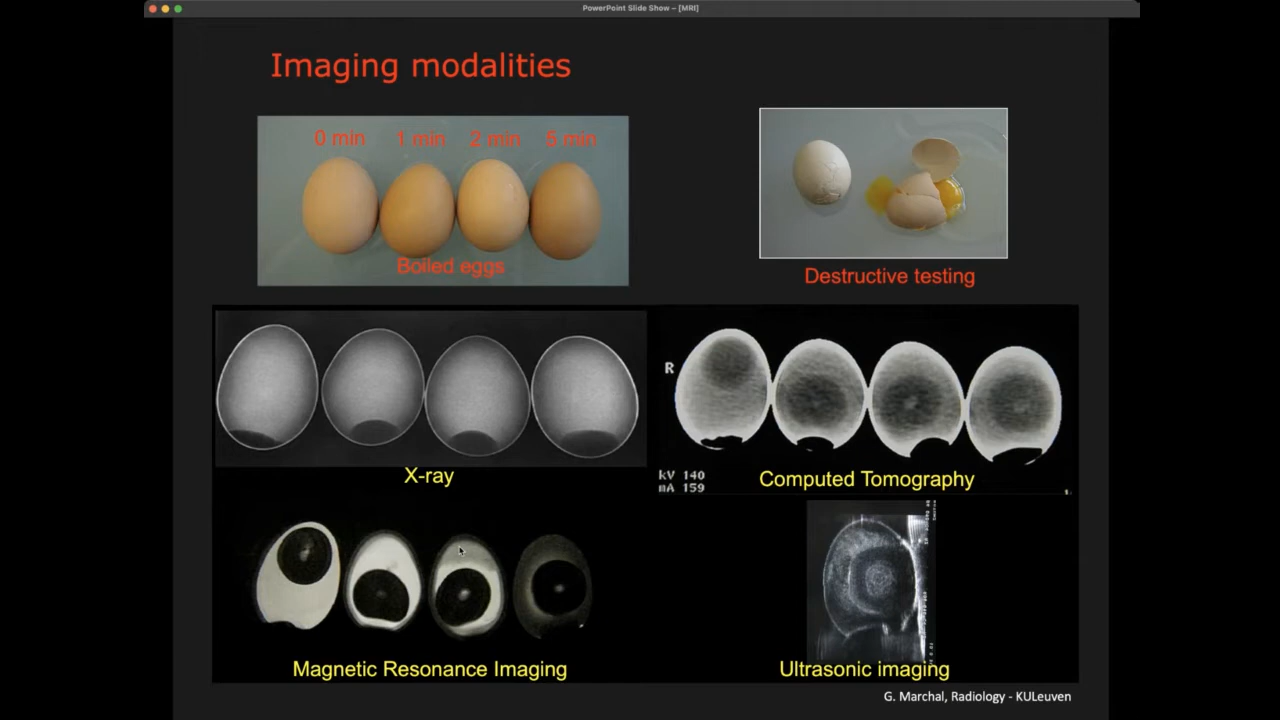 PowerPoint Slide Show – [MRI]
Imaging modalities
0 min 1 min 2 min 5 min
Boiled eggs
Destructive testing
R
kV 140
mA 159
X-ray
Computed Tomography
Magnetic Resonance Imaging
Ultrasonic imaging
G. Marchal, Radiology - KULeuven